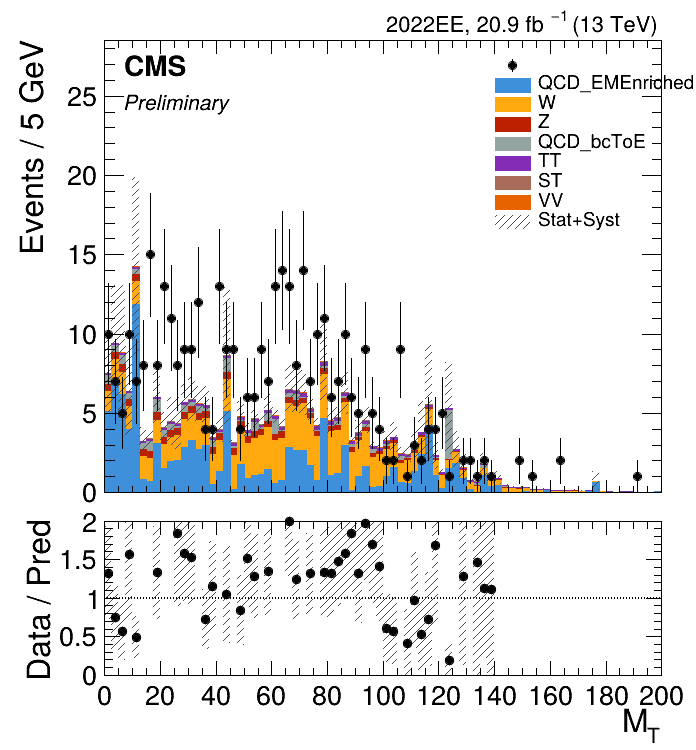 2022EE, 20.9 fb⁻¹ (13 TeV)
CMS
Preliminary
QCD_EMEnriched
W
Z
QCD_bcToE
TT
ST
VV
Stat+Syst
Events / 5 GeV
25
20
15
10
5
0
Data / Pred
2
1.5
1
0.5
0
0 20 40 60 80 100 120 140 160 180 200
M_T